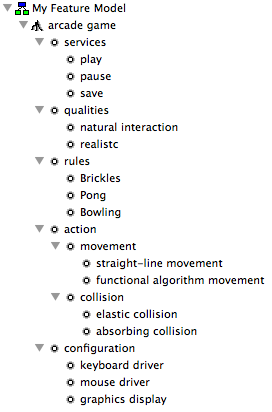 My Feature Model
arcade game
services
play
pause
save
qualities
natural interaction
realistc
rules
Brickles
Pong
Bowling
action
movement
straight-line movement
functional algorithm movement
collision
elastic collision
absorbing collision
configuration
keyboard driver
mouse driver
graphics display